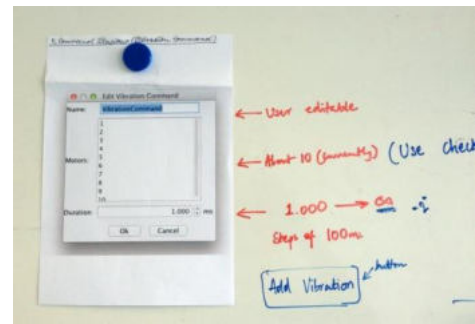 Edit Vibration Command
Name: VibrationCommand
← User editable
1
2
3
4
5
6
7
8
9
10
Motors:
← About 10 (currently) (Use check
Duration: 1.000 ms
← 1.000 →
Steps of 100ms
Ok Cancel
Add Vibration
button